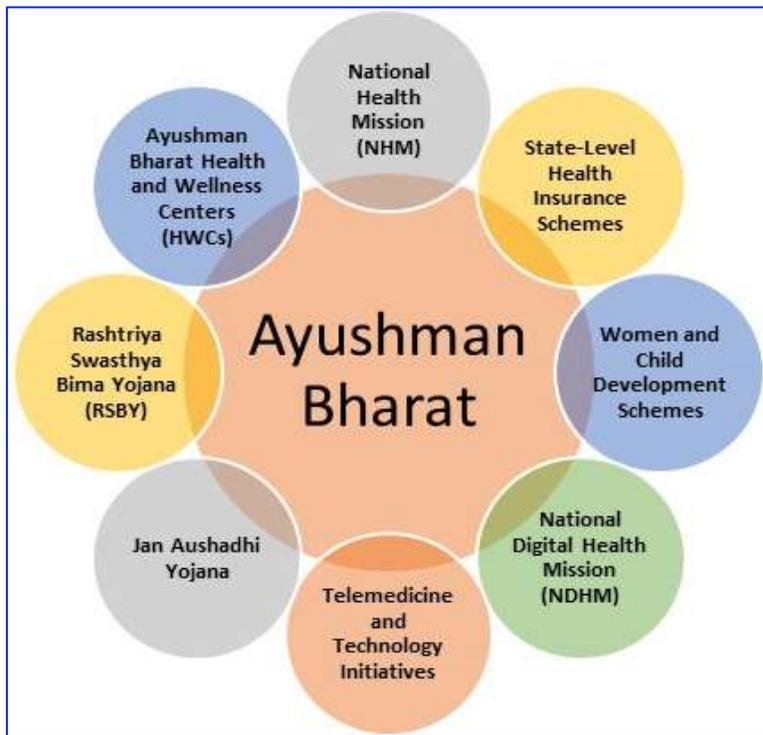 National
Health
Mission
(NHM)
State-Level
Health
Insurance
Schemes
Women and
Child
Development
Schemes
National
Digital Health
Mission
(NDHM)
Telemedicine
and
Technology
Initiatives
Jan Aushadhi
Yojana
Rashtriya
Swasthya
Bima Yojana
(RSBY)
Ayushman
Bharat Health
and Wellness
Centers
(HWCs)
Ayushman
Bharat